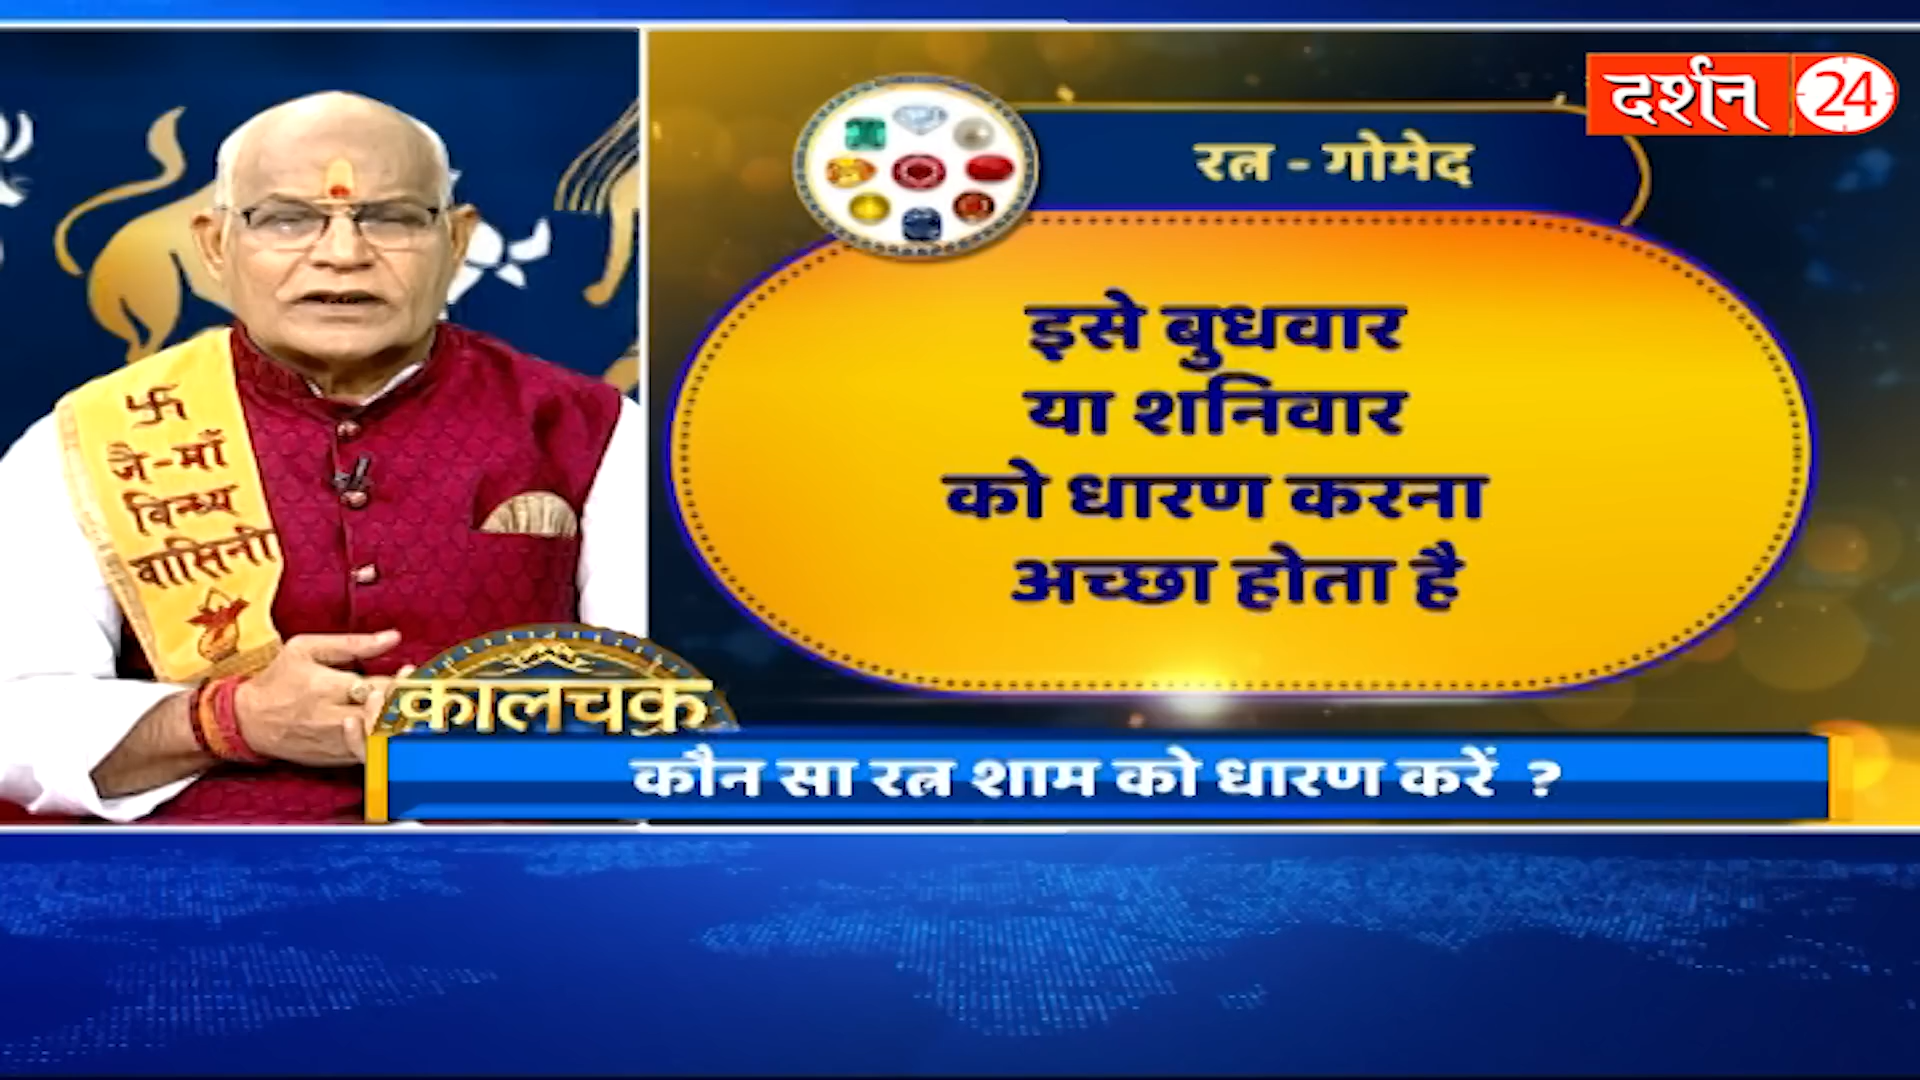 दर्शन 24
रत्न - गोमेद
इसे बुधवार
या शनिवार
को धारण करना
अच्छा होता है
जै-माँ
विन्ध्य
वासिनी
कालचक्र
कौन सा रत्न शाम को धारण करें ?